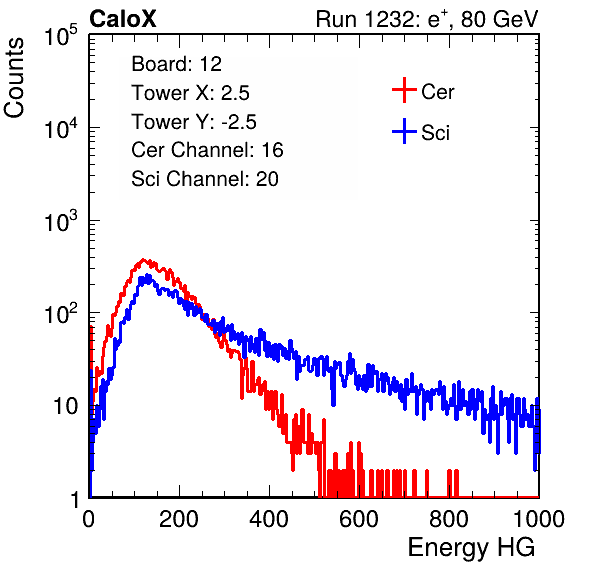 CaloX Run 1232: e⁺, 80 GeV
Counts
Board: 12
Tower X: 2.5
Tower Y: -2.5
Cer Channel: 16
Sci Channel: 20
Cer
Sci
10⁵
10⁴
10³
10²
10
1
0 200 400 600 800 1000
Energy HG